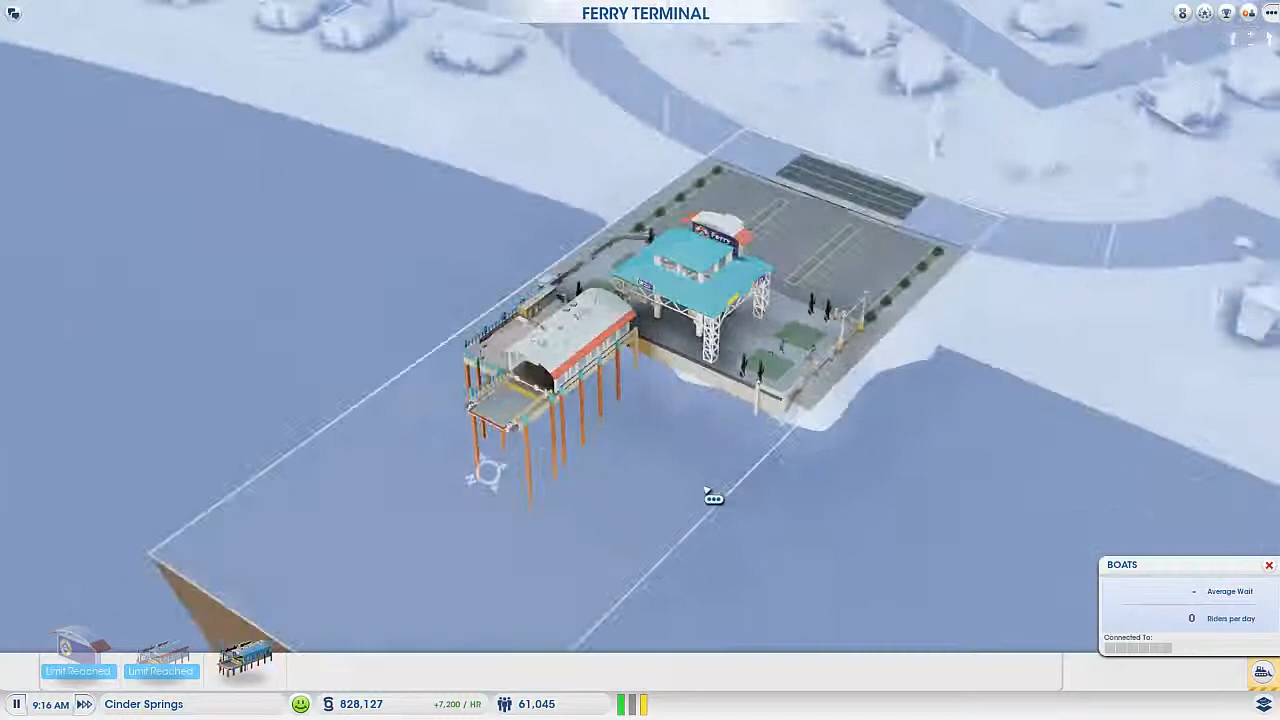 FERRY TERMINAL
Ferry
BOATS
- Average Wait
0 Riders per day
Connected To:
Limit Reached
Limit Reached
9:16 AM
Cinder Springs
828,127
+7,200 / HR
61,045